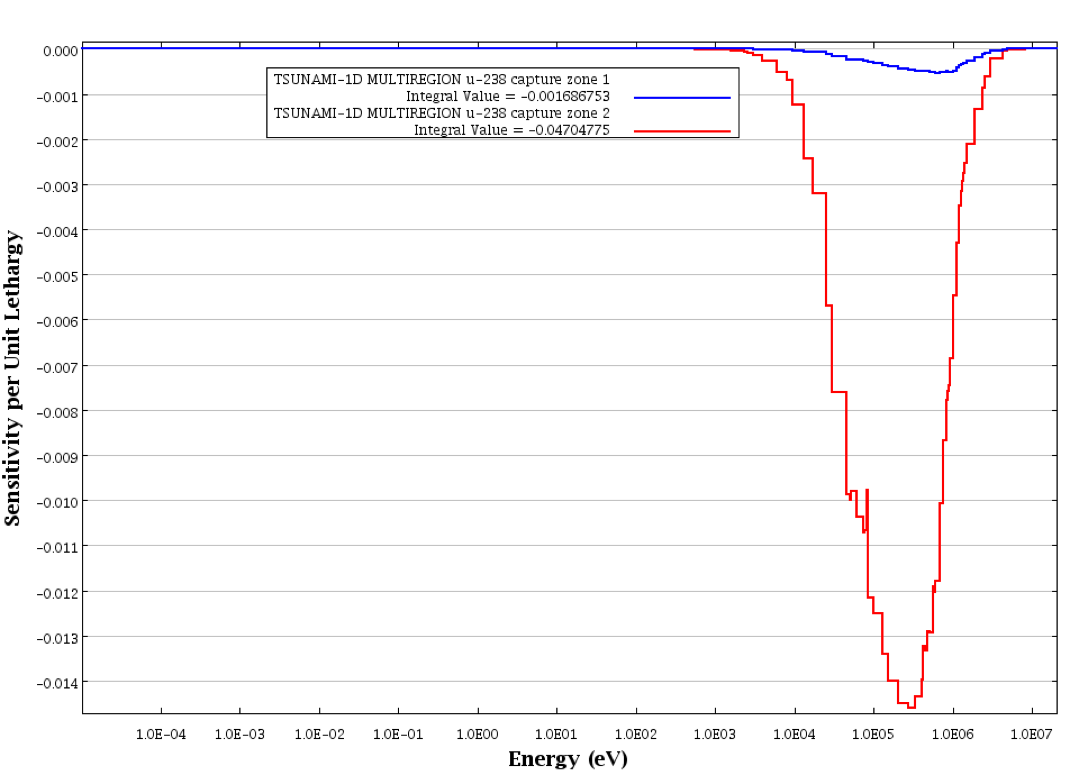 TSUNAMI-1D MULTIREGION u-238 capture zone 1
Integral Value = -0.001686753
TSUNAMI-1D MULTIREGION u-238 capture zone 2
Integral Value = -0.04704775
Sensitivity per Unit Lethargy
0.000
-0.001
-0.002
-0.003
-0.004
-0.005
-0.006
-0.007
-0.008
-0.009
-0.010
-0.011
-0.012
-0.013
-0.014
1.0E-04 1.0E-03 1.0E-02 1.0E-01 1.0E00 1.0E01 1.0E02 1.0E03 1.0E04 1.0E05 1.0E06 1.0E07
Energy (eV)